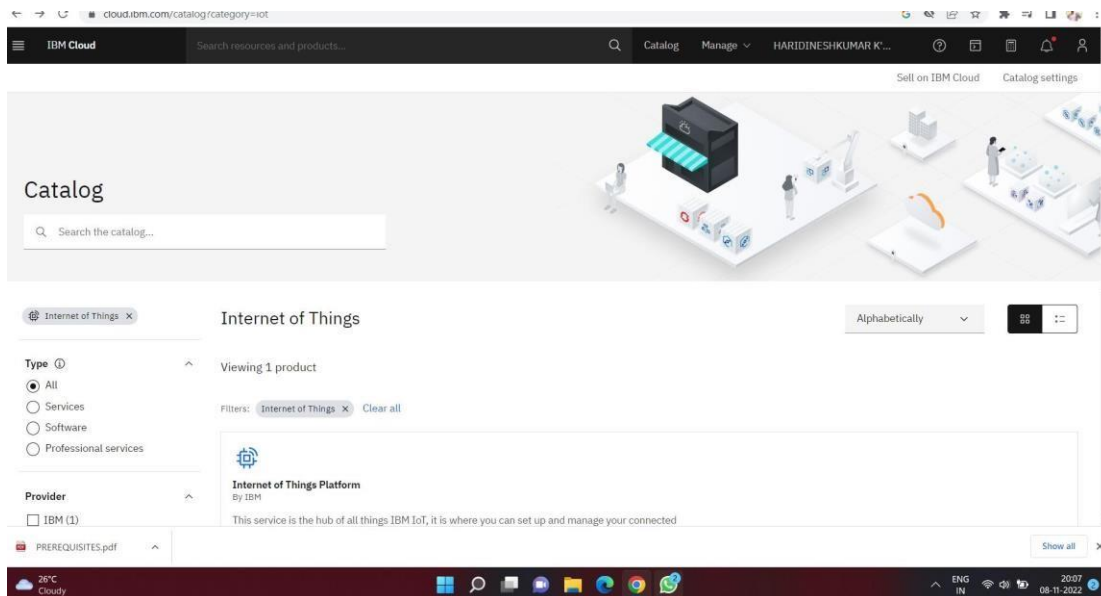 cloud.ibm.com/catalog?category=iot
IBM Cloud
Search resources and products...
Catalog
Manage
HARIDINESHKUMAR K'...
Sell on IBM Cloud
Catalog settings
Catalog
Search the catalog...
Internet of Things
Internet of Things
Alphabetically
Type
Viewing 1 product
All
Services
Filters: Internet of Things Clear all
Software
Professional services
Internet of Things Platform
Provider
By IBM
IBM (1)
This service is the hub of all things IBM IoT, it is where you can set up and manage your connected
PREREQUISITES.pdf
Show all
26°C
Cloudy
ENG
IN
20:07
08-11-2022
2